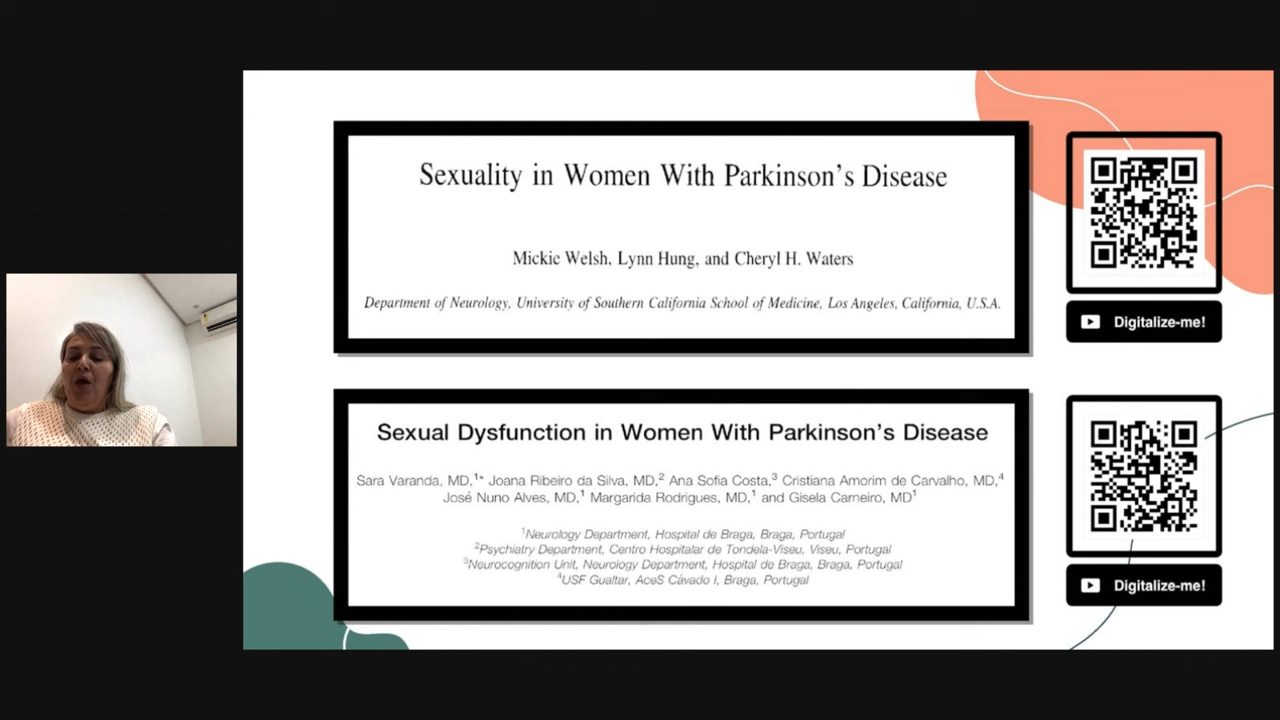 Sexuality in Women With Parkinson's Disease
Mickie Welsh, Lynn Hung, and Cheryl H. Waters
Department of Neurology, University of Southern California School of Medicine, Los Angeles, California, U.S.A.
Digitalize-me!
Sexual Dysfunction in Women With Parkinson's Disease
Sara Varanda, MD,¹* Joana Ribeiro da Silva, MD,² Ana Sofia Costa,³ Cristiana Amorim de Carvalho, MD,⁴
José Nuno Alves, MD,¹ Margarida Rodrigues, MD,¹ and Gisela Carneiro, MD¹
¹Neurology Department, Hospital de Braga, Braga, Portugal
²Psychiatry Department, Centro Hospitalar de Tondela-Viseu, Viseu, Portugal
³Neurocognition Unit, Neurology Department, Hospital de Braga, Braga, Portugal
⁴USF Gualtar, AceS Cávado I, Braga, Portugal
Digitalize-me!